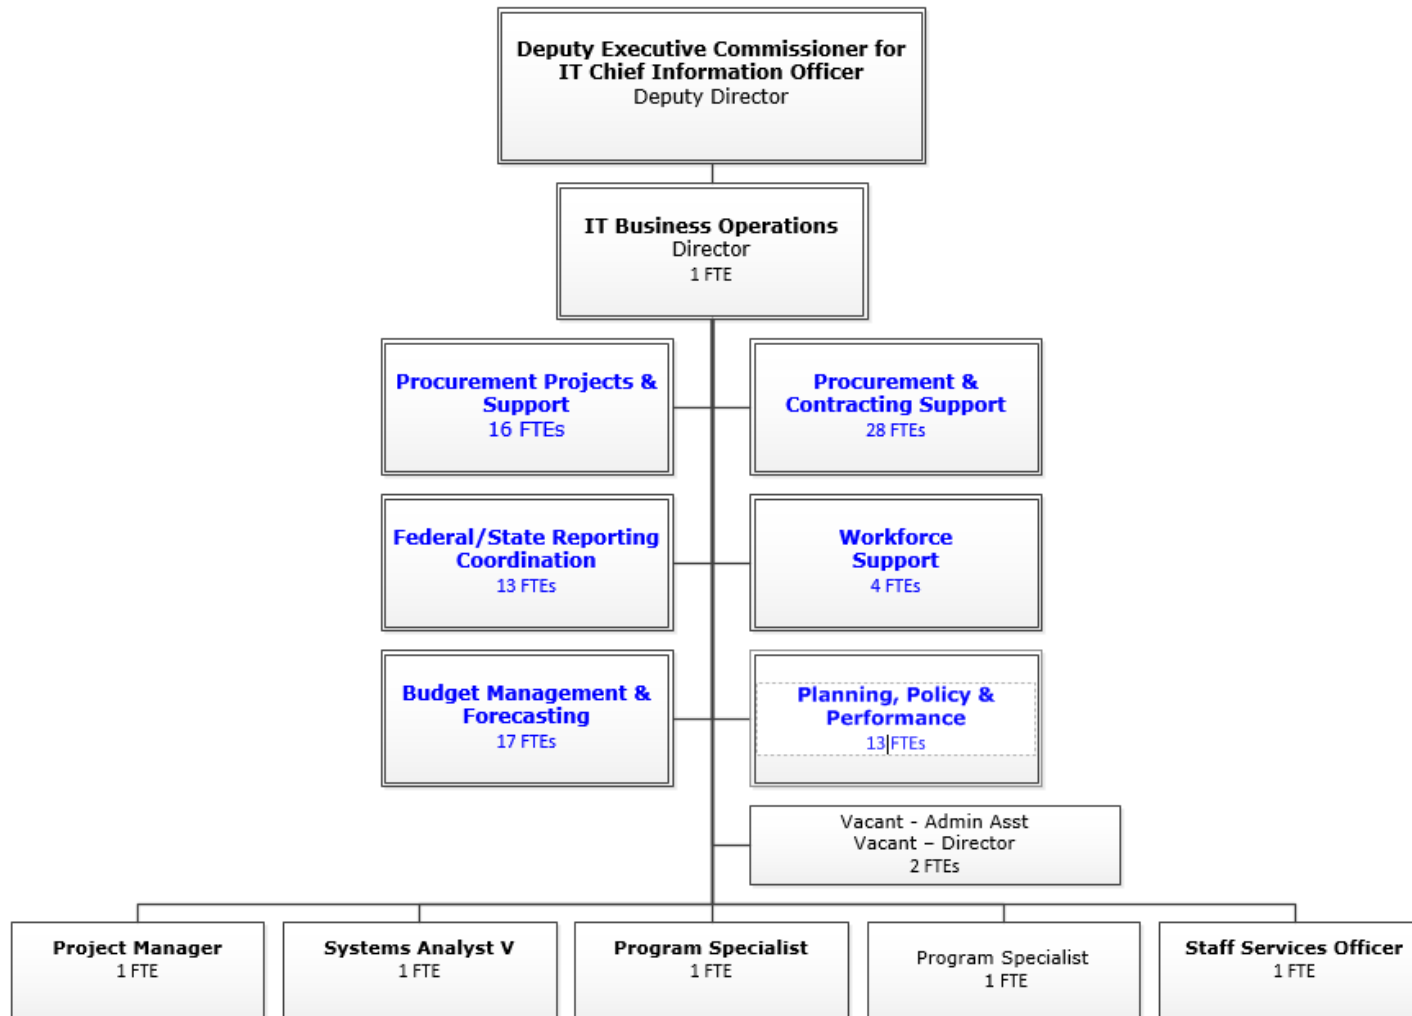 Deputy Executive Commissioner for
IT Chief Information Officer
Deputy Director
IT Business Operations
Director
1 FTE
Procurement Projects &
Support
16 FTEs
Procurement &
Contracting Support
28 FTEs
Federal/State Reporting
Coordination
13 FTEs
Workforce
Support
4 FTEs
Budget Management &
Forecasting
17 FTEs
Planning, Policy &
Performance
13 FTEs
Vacant - Admin Asst
Vacant – Director
2 FTEs
Project Manager
1 FTE
Systems Analyst V
1 FTE
Program Specialist
1 FTE
Program Specialist
1 FTE
Staff Services Officer
1 FTE